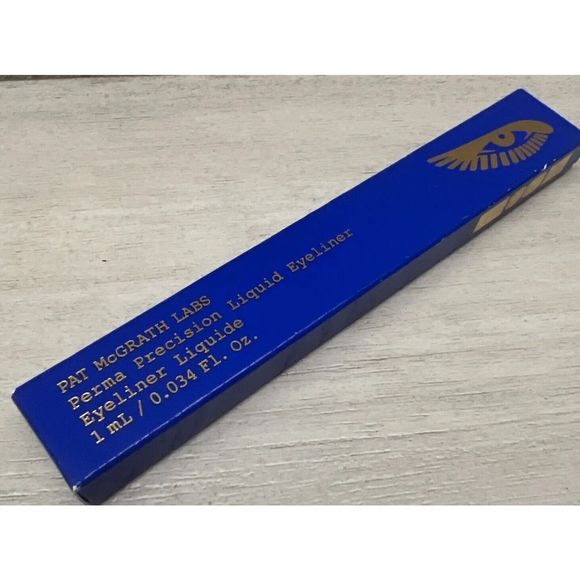 PAT McGRATH LABS
Perma Precision Liquid Eyeliner
Eyeliner Liquide
1 mL / 0.034 Fl. Oz.